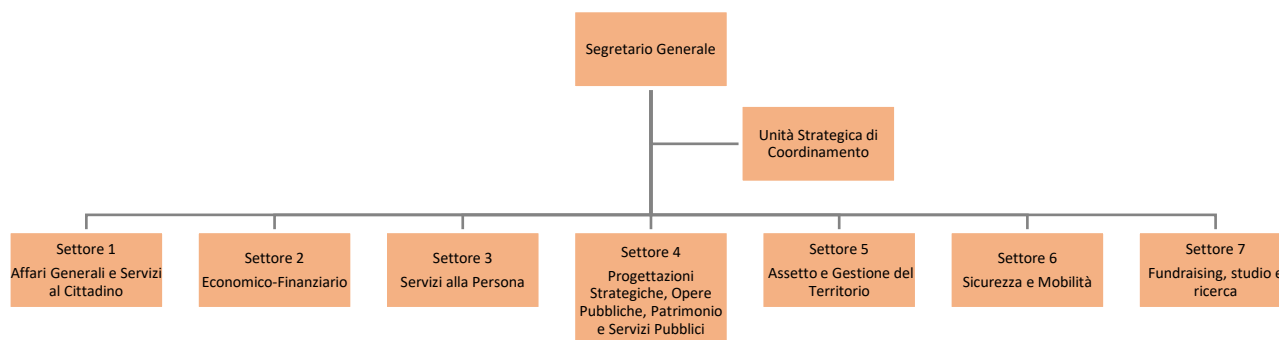 Segretario Generale
Unità Strategica di
Coordinamento
Settore 1
Affari Generali e Servizi
al Cittadino
Settore 2
Economico-Finanziario
Settore 3
Servizi alla Persona
Settore 4
Progettazioni
Strategiche, Opere
Pubbliche, Patrimonio
e Servizi Pubblici
Settore 5
Assetto e Gestione del
Territorio
Settore 6
Sicurezza e Mobilità
Settore 7
Fundraising, studio e
ricerca